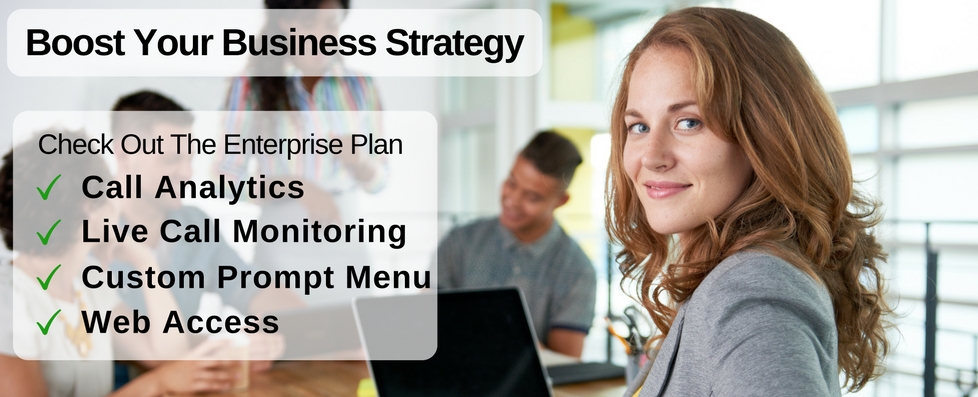 Boost Your Business Strategy
Check Out The Enterprise Plan
✓ Call Analytics
✓ Live Call Monitoring
✓ Custom Prompt Menu
✓ Web Access